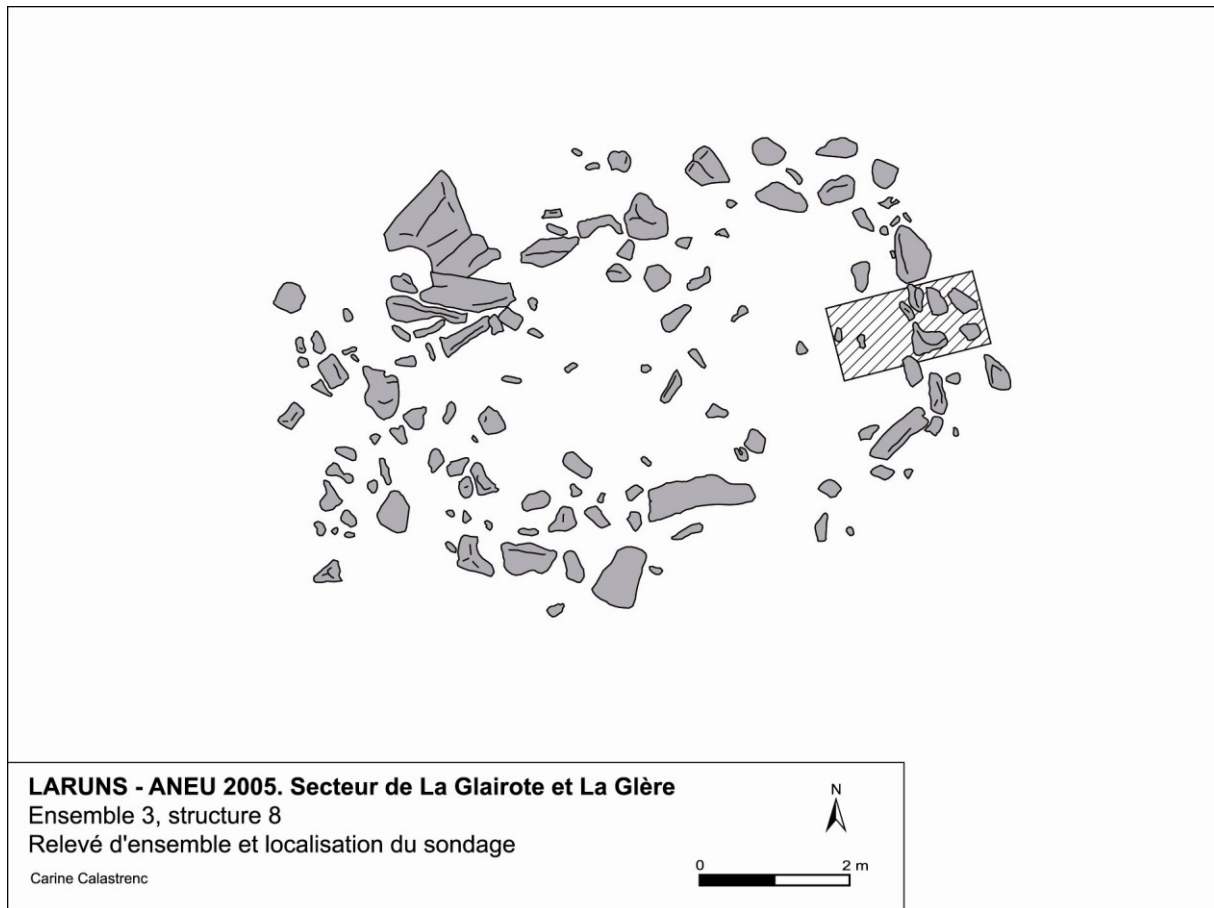 LARUNS - ANEU 2005. Secteur de La Glairote et La Glère
Ensemble 3, structure 8
Relevé d'ensemble et localisation du sondage
Carine Calastrenc
N
0 2 m